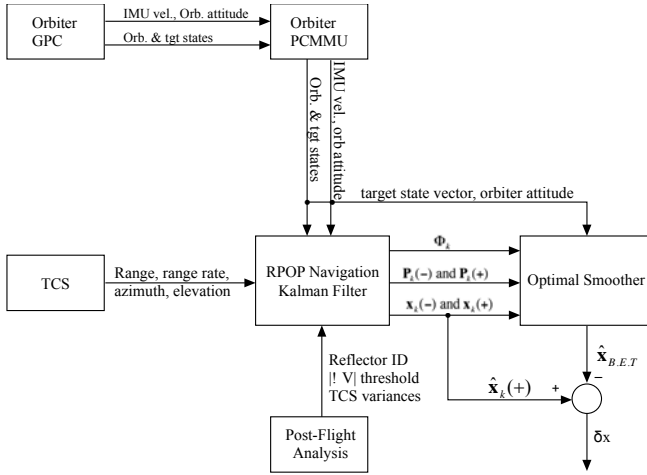 Orbiter
GPC
IMU vel., Orb. attitude
Orb. & tgt states
Orbiter
PCMMU
Orb. & tgt
states
IMU vel., orb attitude
target state vector, orbiter attitude
TCS
Range, range rate,
azimuth, elevation
RPOP Navigation
Kalman Filter
Φₖ
Pₖ(−) and Pₖ(+)
xₖ(−) and xₖ(+)
Optimal Smoother
Reflector ID
|! V| threshold
TCS variances
Post-Flight
Analysis
x̂ₖ(+)
x̂B.E.T
+
−
δx